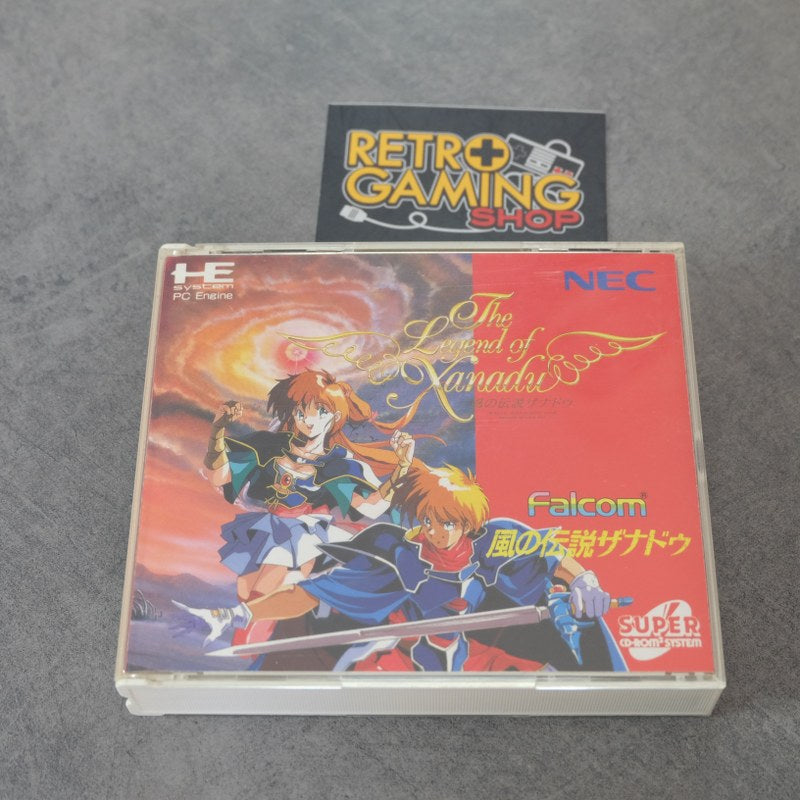 RETRO
GAMING
SHOP
HE
system
PC Engine
NEC
The
Legend of
Xanadu
風の伝説ザナドゥ
Falcom®
風の伝説ザナドゥ
SUPER
CD-ROM² SYSTEM